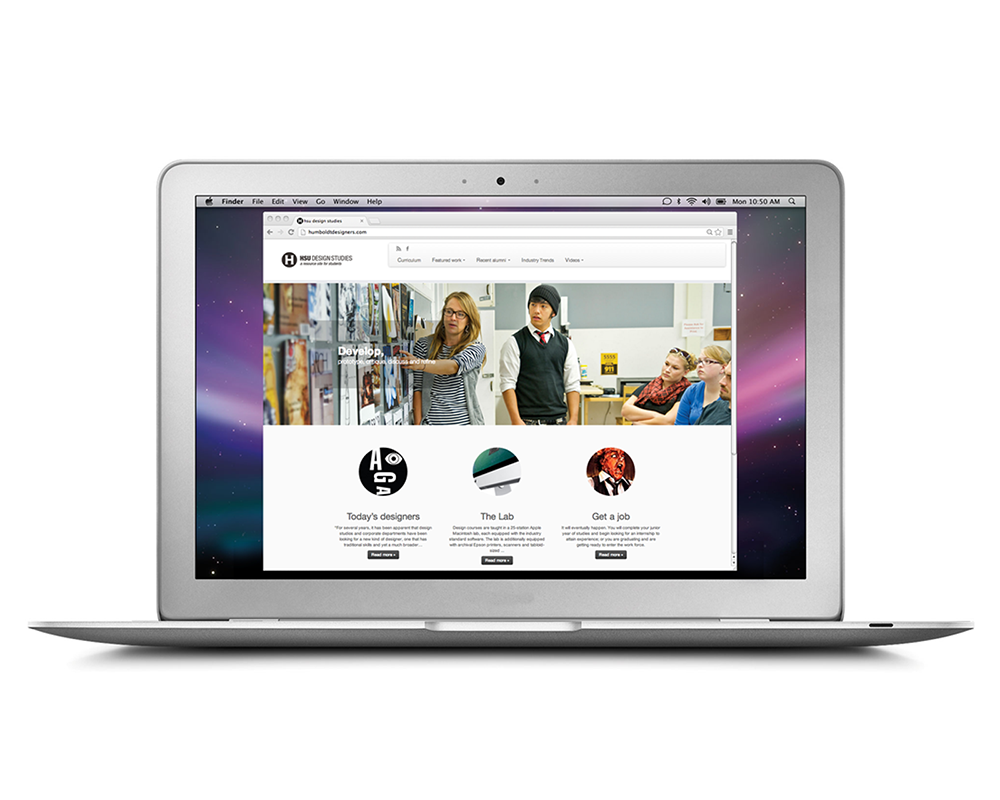 Finder File Edit View Go Window Help Mon 10:50 AM
hsu design studies
humboldtdesigners.com
H HSU DESIGN STUDIES
a resource site for students
Curriculum Featured work Recent alumni Industry Trends Videos
911
Develop,
prototype, critique, discuss and refine.
A
GA
Today's designers
"For several years, it has been apparent that design
studios and corporate departments have been
looking for a new kind of designer, one that has
traditional skills and yet a much broader...
Read more »
The Lab
Design courses are taught in a 25-station Apple
Macintosh lab, each equipped with the industry
standard software. The lab is additionally equipped
with archival Epson printers, scanners and tabloid-
sized ...
Read more »
Get a job
It will eventually happen. You will complete your junior
year of studies and begin looking for an internship to
attain experience, or you are graduating and are
getting ready to enter the work force.
Read more »